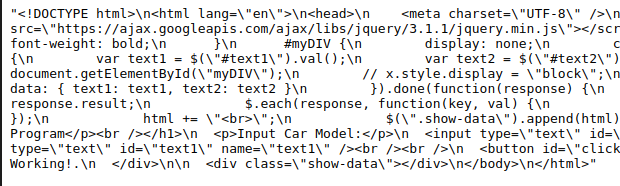 "<!DOCTYPE html>\n<html lang=\"en\">\n<head>\n    <meta charset=\"UTF-8\" />\n
src=\"https://ajax.googleapis.com/ajax/libs/jquery/3.1.1/jquery.min.js\"></scr
font-weight: bold;\n      }\n      #myDIV {\n        display: none;\n        c
{\n        var text1 = $(\"#text1\").val();\n        var text2 = $(\"#text2\")
document.getElementById(\"myDIV\");\n        // x.style.display = \"block\";\n
data: { text1: text1, text2: text2 }\n        }).done(function(response) {\n
response.result;\n            $.each(response, function(key, val) {\n
});\n            html += \"<br>\";\n            $(\".show-data\").append(html)
Program</p><br /></h1>\n  <p>Input Car Model:</p>\n  <input type=\"text\" id=\
type=\"text\" id=\"text1\" name=\"text1\" /><br /><br />\n  <button id=\"click
Working!.\n  </div>\n\n  <div class=\"show-data\"></div>\n</body>\n</html>"